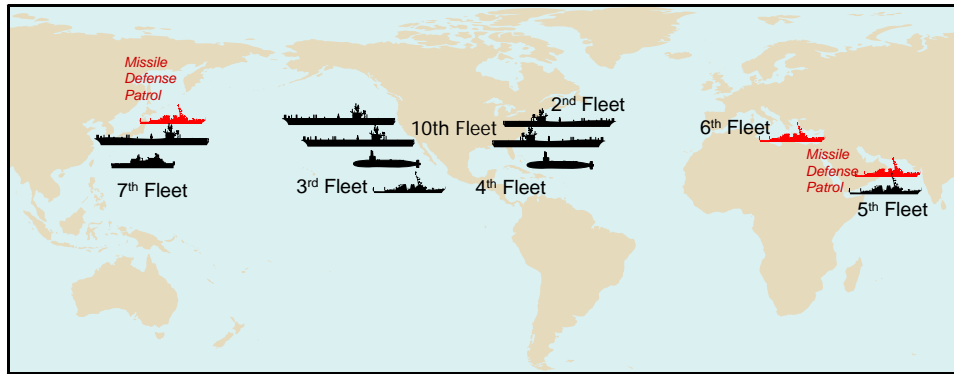 Missile
Defense
Patrol
2nd Fleet
10th Fleet
6th Fleet
Missile
Defense
Patrol
7th Fleet
3rd Fleet
4th Fleet
5th Fleet